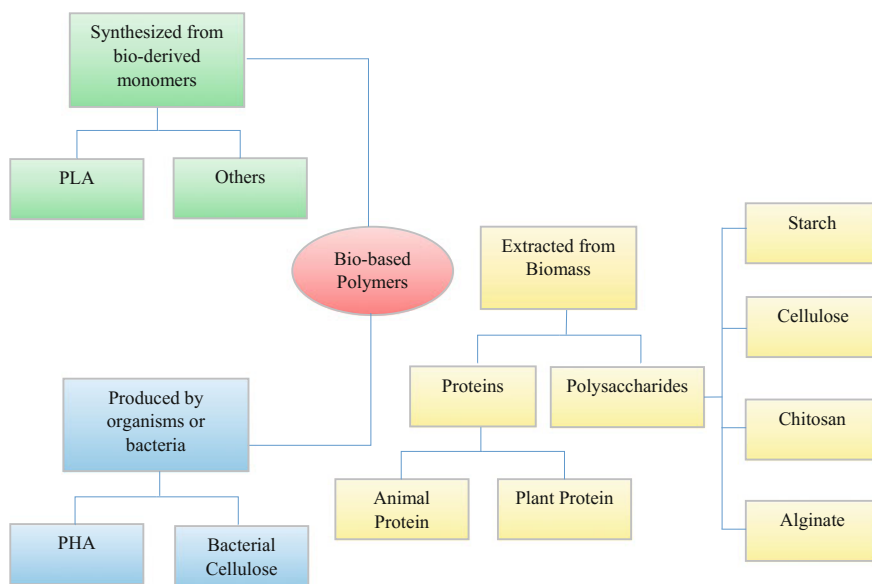 Synthesized from
bio-derived
monomers
PLA
Others
Bio-based
Polymers
Extracted from
Biomass
Proteins
Polysaccharides
Animal
Protein
Plant Protein
Starch
Cellulose
Chitosan
Alginate
Produced by
organisms or
bacteria
PHA
Bacterial
Cellulose